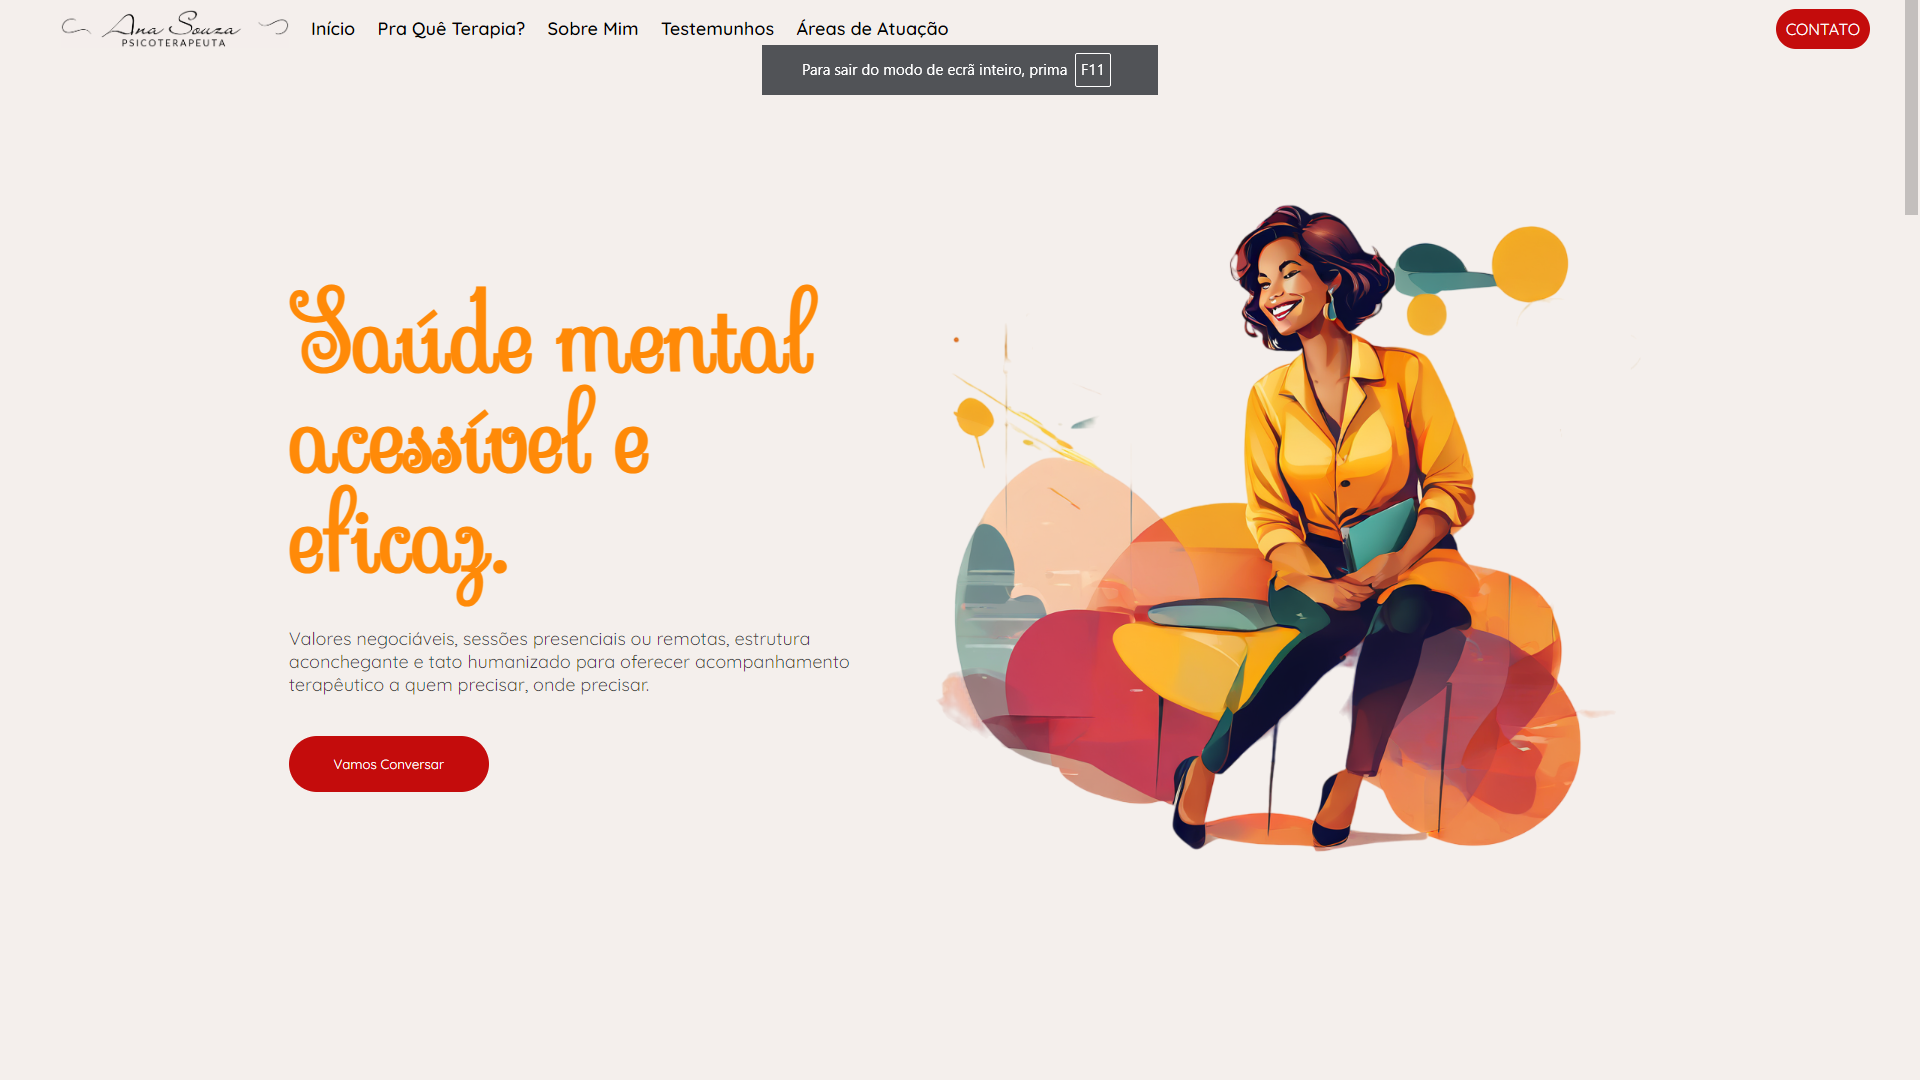 Ana Souza
PSICOTERAPEUTA
Início Pra Quê Terapia? Sobre Mim Testemunhos Áreas de Atuação
CONTATO
Para sair do modo de ecrã inteiro, prima F11
Saúde mental
acessível e
eficaz.
Valores negociáveis, sessões presenciais ou remotas, estrutura
aconchegante e tato humanizado para oferecer acompanhamento
terapêutico a quem precisar, onde precisar.
Vamos Conversar